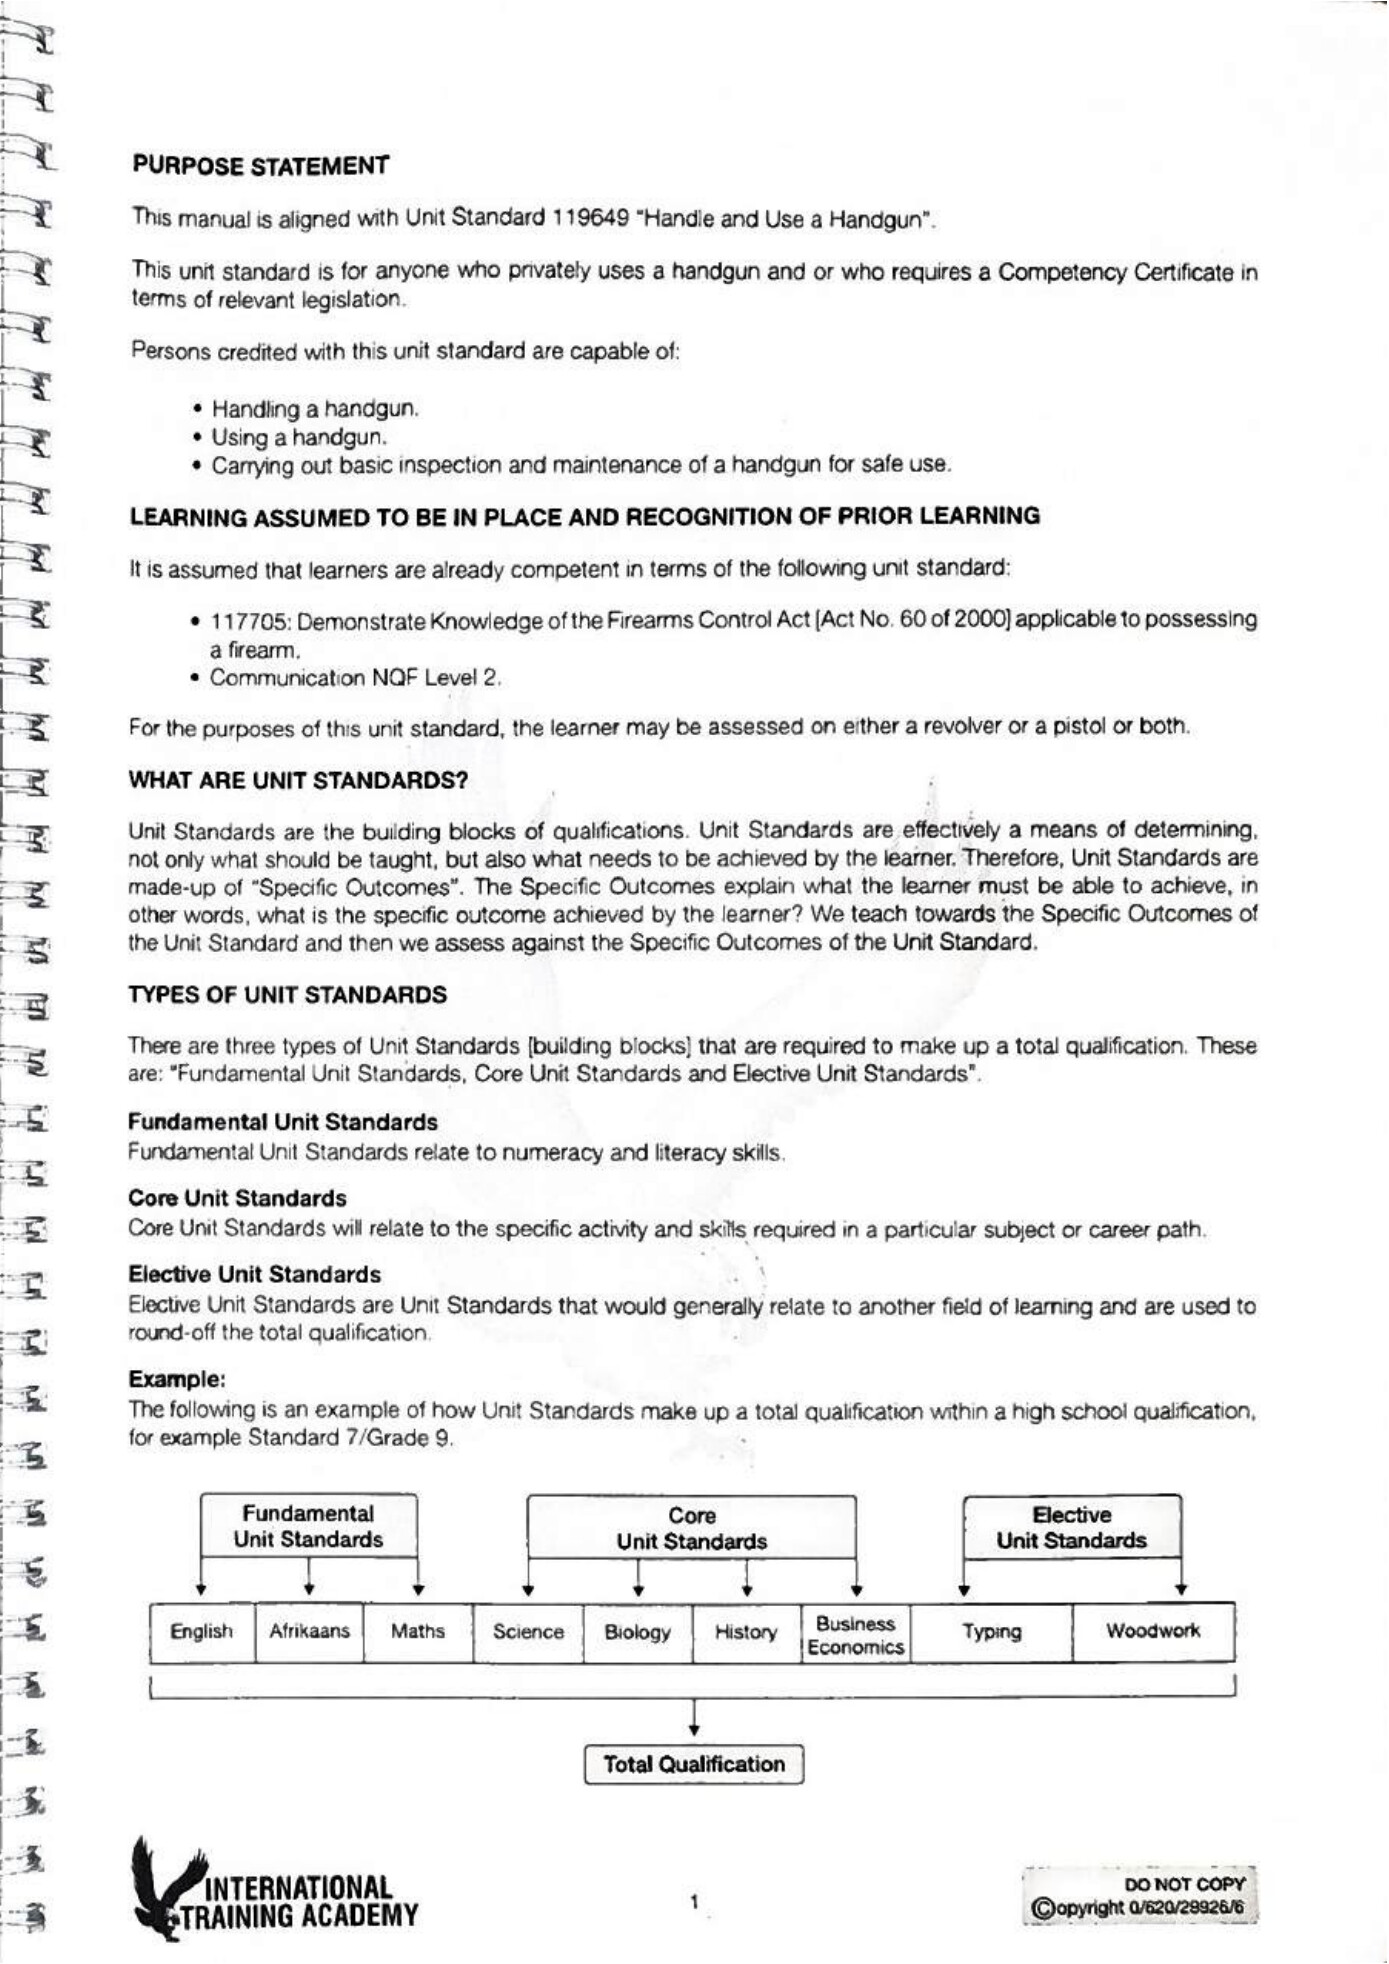 PURPOSE STATEMENT
This manual is aligned with Unit Standard 119649 "Handle and Use a Handgun".
This unit standard is for anyone who privately uses a handgun and or who requires a Competency Certificate in
terms of relevant legislation.
Persons credited with this unit standard are capable of:
• Handling a handgun.
• Using a handgun.
• Carrying out basic inspection and maintenance of a handgun for safe use.
LEARNING ASSUMED TO BE IN PLACE AND RECOGNITION OF PRIOR LEARNING
It is assumed that learners are already competent in terms of the following unit standard:
• 117705: Demonstrate Knowledge of the Firearms Control Act [Act No. 60 of 2000] applicable to possessing
a firearm.
• Communication NQF Level 2.
For the purposes of this unit standard, the learner may be assessed on either a revolver or a pistol or both.
WHAT ARE UNIT STANDARDS?
Unit Standards are the building blocks of qualifications. Unit Standards are effectively a means of determining,
not only what should be taught, but also what needs to be achieved by the learner. Therefore, Unit Standards are
made-up of "Specific Outcomes". The Specific Outcomes explain what the learner must be able to achieve, in
other words, what is the specific outcome achieved by the learner? We teach towards the Specific Outcomes of
the Unit Standard and then we assess against the Specific Outcomes of the Unit Standard.
TYPES OF UNIT STANDARDS
There are three types of Unit Standards [building blocks] that are required to make up a total qualification. These
are: "Fundamental Unit Standards, Core Unit Standards and Elective Unit Standards".
Fundamental Unit Standards
Fundamental Unit Standards relate to numeracy and literacy skills.
Core Unit Standards
Core Unit Standards will relate to the specific activity and skills required in a particular subject or career path.
Elective Unit Standards
Elective Unit Standards are Unit Standards that would generally relate to another field of learning and are used to
round-off the total qualification.
Example:
The following is an example of how Unit Standards make up a total qualification within a high school qualification,
for example Standard 7/Grade 9.
Fundamental
Unit Standards
Core
Unit Standards
Elective
Unit Standards
English
Afrikaans
Maths
Science
Biology
History
Business
Economics
Typing
Woodwork
Total Qualification
INTERNATIONAL
TRAINING ACADEMY
1
DO NOT COPY
©opyright 0/620/29926/6